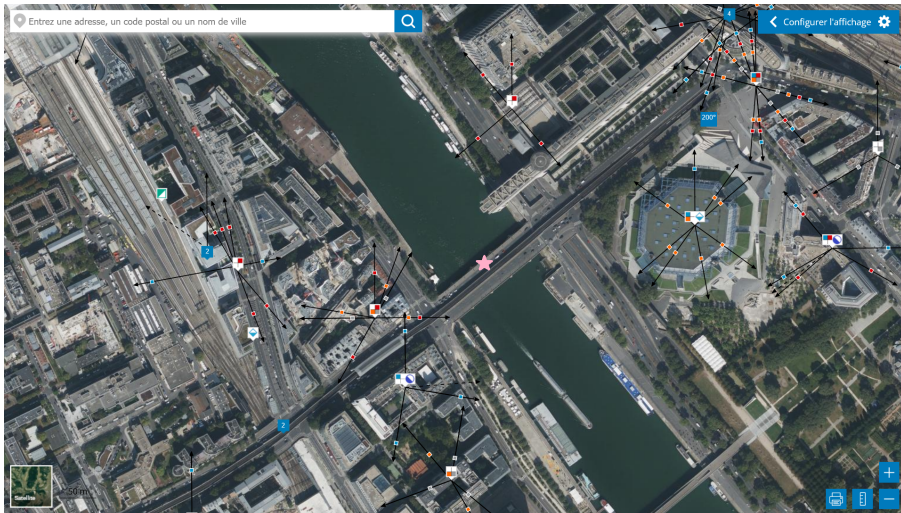 Entrez une adresse, un code postal ou un nom de ville
4
Configurer l'affichage
200°
2
2
Satellite
50 m